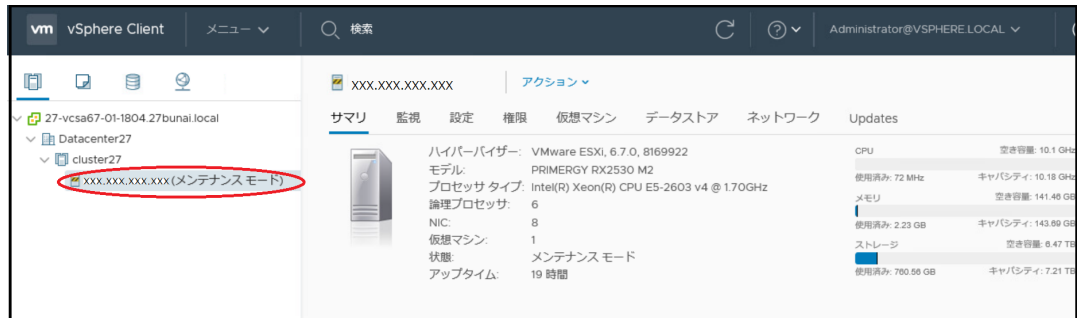 vm vSphere Client メニュー 検索 Administrator@VSPHERE.LOCAL
27-vcsa67-01-1804.27bunai.local
Datacenter27
cluster27
xxx.xxx.xxx.xxx(メンテナンス モード)
xxx.xxx.xxx.xxx アクション
サマリ 監視 設定 権限 仮想マシン データストア ネットワーク Updates
ハイパーバイザー: VMware ESXi, 6.7.0, 8169922
モデル: PRIMERGY RX2530 M2
プロセッサ タイプ: Intel(R) Xeon(R) CPU E5-2603 v4 @ 1.70GHz
論理プロセッサ: 6
NIC: 8
仮想マシン: 1
状態: メンテナンス モード
アップタイム: 19 時間
CPU 空き容量: 10.1 GHz
使用済み: 72 MHz キャパシティ: 10.18 GHz
メモリ 空き容量: 141.46 GB
使用済み: 2.23 GB キャパシティ: 143.69 GB
ストレージ 空き容量: 6.47 TB
使用済み: 760.56 GB キャパシティ: 7.21 TB